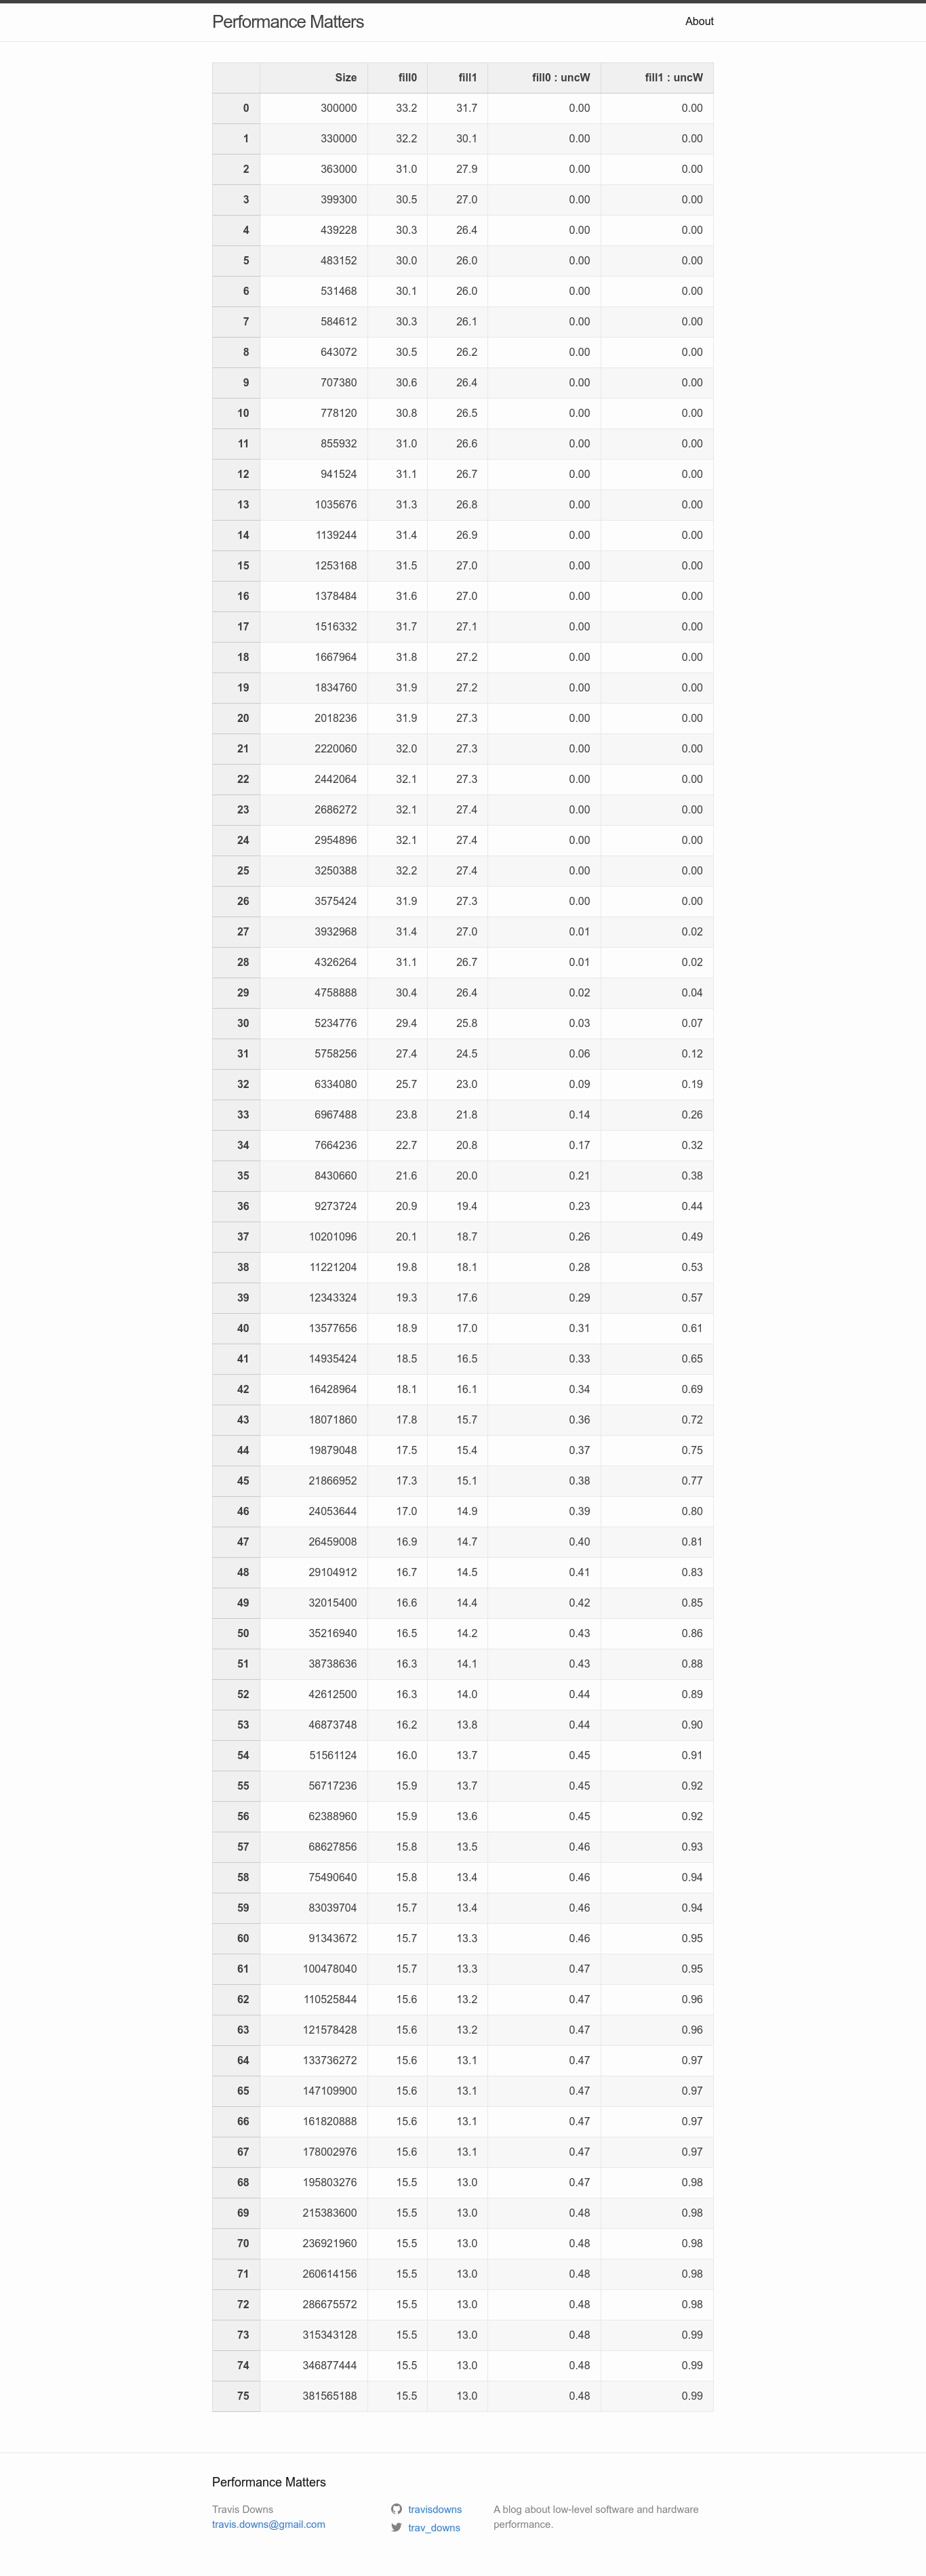 Performance Matters About
Size fill0 fill1 fill0 : uncW fill1 : uncW
0 300000 33.2 31.7 0.00 0.00
1 330000 32.2 30.1 0.00 0.00
2 363000 31.0 27.9 0.00 0.00
3 399300 30.5 27.0 0.00 0.00
4 439228 30.3 26.4 0.00 0.00
5 483152 30.0 26.0 0.00 0.00
6 531468 30.1 26.0 0.00 0.00
7 584612 30.3 26.1 0.00 0.00
8 643072 30.5 26.2 0.00 0.00
9 707380 30.6 26.4 0.00 0.00
10 778120 30.8 26.5 0.00 0.00
11 855932 31.0 26.6 0.00 0.00
12 941524 31.1 26.7 0.00 0.00
13 1035676 31.3 26.8 0.00 0.00
14 1139244 31.4 26.9 0.00 0.00
15 1253168 31.5 27.0 0.00 0.00
16 1378484 31.6 27.0 0.00 0.00
17 1516332 31.7 27.1 0.00 0.00
18 1667964 31.8 27.2 0.00 0.00
19 1834760 31.9 27.2 0.00 0.00
20 2018236 31.9 27.3 0.00 0.00
21 2220060 32.0 27.3 0.00 0.00
22 2442064 32.1 27.3 0.00 0.00
23 2686272 32.1 27.4 0.00 0.00
24 2954896 32.1 27.4 0.00 0.00
25 3250388 32.2 27.4 0.00 0.00
26 3575424 31.9 27.3 0.00 0.00
27 3932968 31.4 27.0 0.01 0.02
28 4326264 31.1 26.7 0.01 0.02
29 4758888 30.4 26.4 0.02 0.04
30 5234776 29.4 25.8 0.03 0.07
31 5758256 27.4 24.5 0.06 0.12
32 6334080 25.7 23.0 0.09 0.19
33 6967488 23.8 21.8 0.14 0.26
34 7664236 22.7 20.8 0.17 0.32
35 8430660 21.6 20.0 0.21 0.38
36 9273724 20.9 19.4 0.23 0.44
37 10201096 20.1 18.7 0.26 0.49
38 11221204 19.8 18.1 0.28 0.53
39 12343324 19.3 17.6 0.29 0.57
40 13577656 18.9 17.0 0.31 0.61
41 14935424 18.5 16.5 0.33 0.65
42 16428964 18.1 16.1 0.34 0.69
43 18071860 17.8 15.7 0.36 0.72
44 19879048 17.5 15.4 0.37 0.75
45 21866952 17.3 15.1 0.38 0.77
46 24053644 17.0 14.9 0.39 0.80
47 26459008 16.9 14.7 0.40 0.81
48 29104912 16.7 14.5 0.41 0.83
49 32015400 16.6 14.4 0.42 0.85
50 35216940 16.5 14.2 0.43 0.86
51 38738636 16.3 14.1 0.43 0.88
52 42612500 16.3 14.0 0.44 0.89
53 46873748 16.2 13.8 0.44 0.90
54 51561124 16.0 13.7 0.45 0.91
55 56717236 15.9 13.7 0.45 0.92
56 62388960 15.9 13.6 0.45 0.92
57 68627856 15.8 13.5 0.46 0.93
58 75490640 15.8 13.4 0.46 0.94
59 83039704 15.7 13.4 0.46 0.94
60 91343672 15.7 13.3 0.46 0.95
61 100478040 15.7 13.3 0.47 0.95
62 110525844 15.6 13.2 0.47 0.96
63 121578428 15.6 13.2 0.47 0.96
64 133736272 15.6 13.1 0.47 0.97
65 147109900 15.6 13.1 0.47 0.97
66 161820888 15.6 13.1 0.47 0.97
67 178002976 15.6 13.1 0.47 0.97
68 195803276 15.5 13.0 0.47 0.98
69 215383600 15.5 13.0 0.48 0.98
70 236921960 15.5 13.0 0.48 0.98
71 260614156 15.5 13.0 0.48 0.98
72 286675572 15.5 13.0 0.48 0.98
73 315343128 15.5 13.0 0.48 0.99
74 346877444 15.5 13.0 0.48 0.99
75 381565188 15.5 13.0 0.48 0.99
Performance Matters
Travis Downs
travis.downs@gmail.com
travisdowns
trav_downs
A blog about low-level software and hardware
performance.